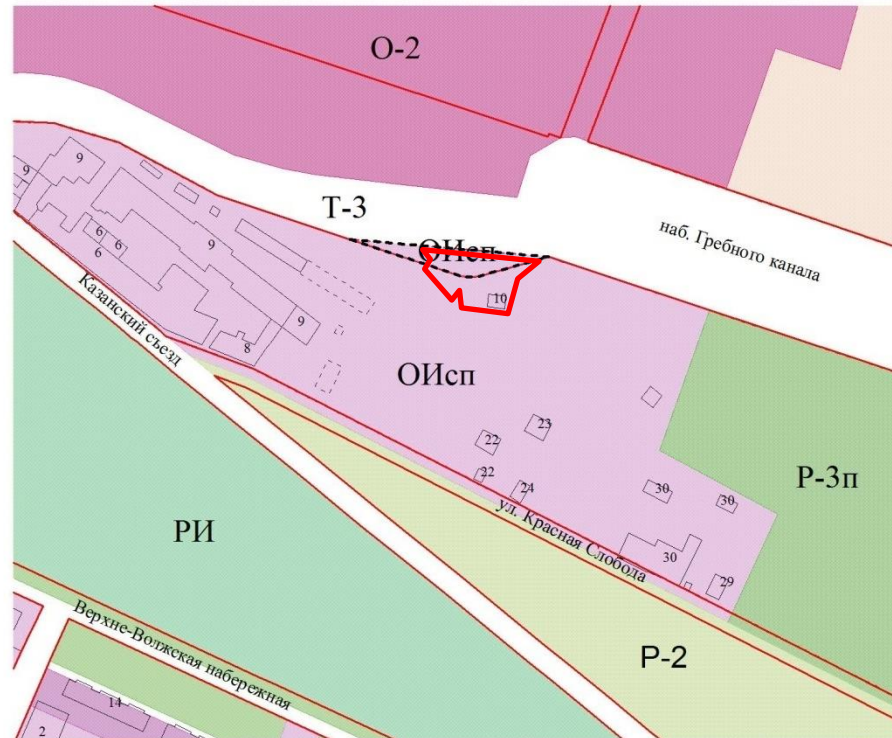 О-2
Т-3
ОИсп
наб. Гребного канала
9
9
9
6
6
6
Казанский съезд
10
9
8
ОИсп
23
22
22
24
30
30
Р-3п
ул. Красная Слобода
РИ
30
29
Верхне-Волжская набережная
Р-2
14
2